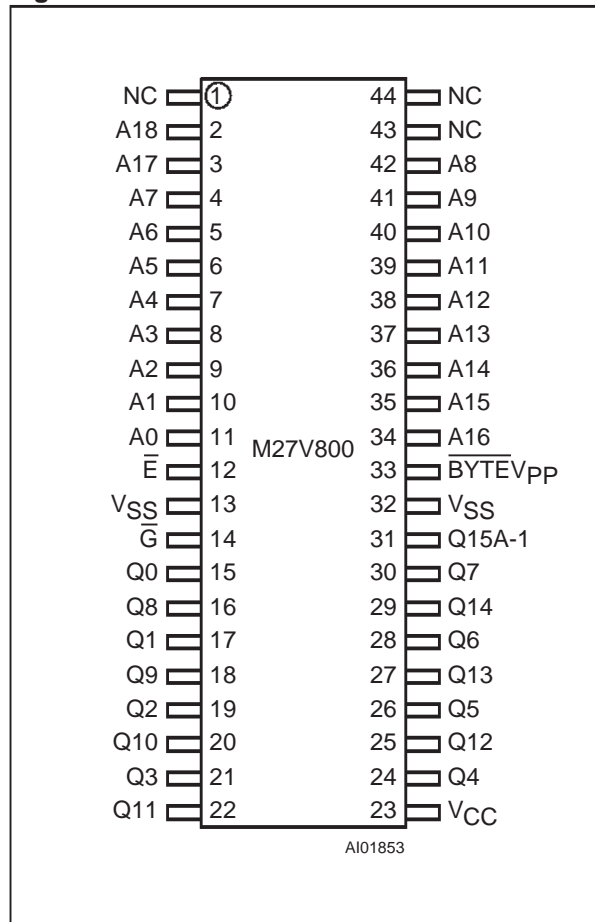 NC 1 44 NC
A18 2 43 NC
A17 3 42 A8
A7 4 41 A9
A6 5 40 A10
A5 6 39 A11
A4 7 38 A12
A3 8 37 A13
A2 9 36 A14
A1 10 35 A15
A0 11 34 A16
M27V800
E̅ 12 33 B̅Y̅T̅E̅VPP
VSS 13 32 VSS
G̅ 14 31 Q15A-1
Q0 15 30 Q7
Q8 16 29 Q14
Q1 17 28 Q6
Q9 18 27 Q13
Q2 19 26 Q5
Q10 20 25 Q12
Q3 21 24 Q4
Q11 22 23 VCC
AI01853